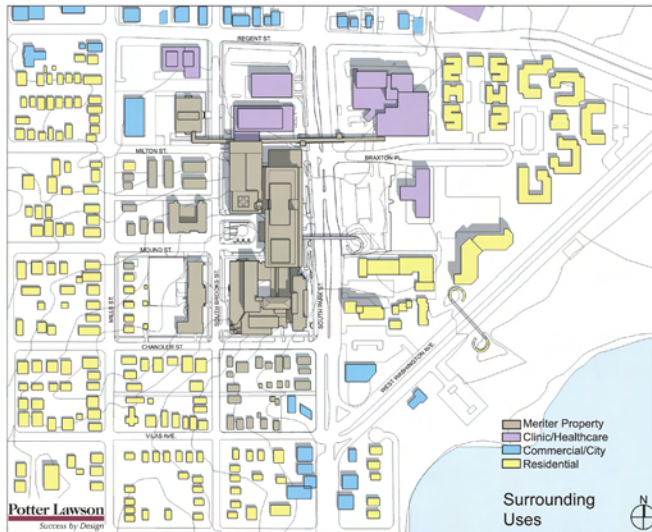 REGENT ST.
MILTON ST.
BRAXTON PL.
MOUND ST.
MILLS ST.
SOUTH BROOKS ST.
SOUTH PARK ST.
CHANDLER ST.
WEST WASHINGTON AVE.
VILAS AVE.
Meriter Property
Clinic/Healthcare
Commercial/City
Residential
Surrounding
Uses
N
Potter Lawson
Success by Design